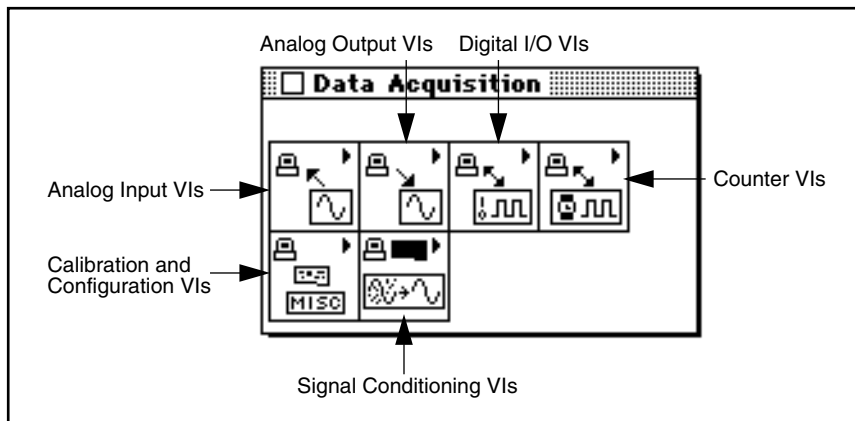 Analog Output VIs
Digital I/O VIs
Data Acquisition
Analog Input VIs
Counter VIs
Calibration and
Configuration VIs
MISC
Signal Conditioning VIs